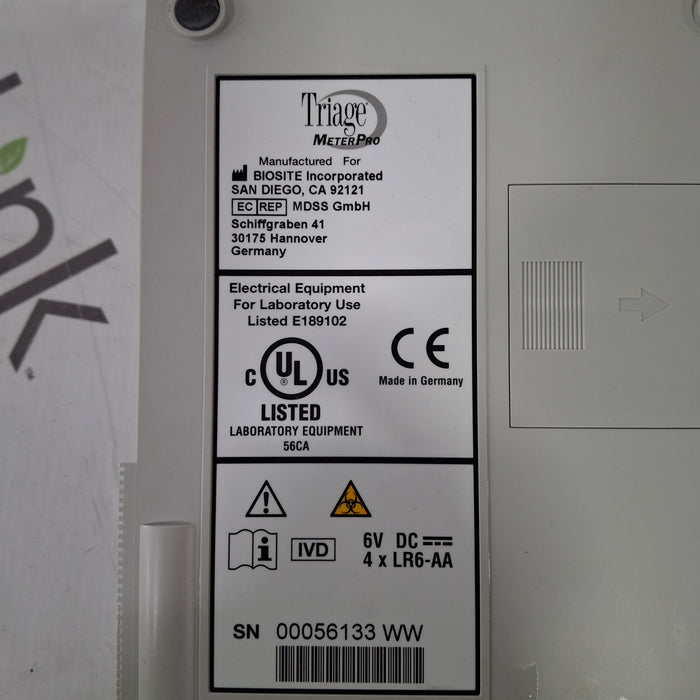 Triage®
METERPRO
Manufactured For
BIOSITE Incorporated
SAN DIEGO, CA 92121
EC REP MDSS GmbH
Schiffgraben 41
30175 Hannover
Germany
Electrical Equipment
For Laboratory Use
Listed E189102
C UL® US
LISTED
LABORATORY EQUIPMENT
56CA
CE
Made in Germany
i IVD
6V DC
4 x LR6-AA
SN 00056133 WW
ink™